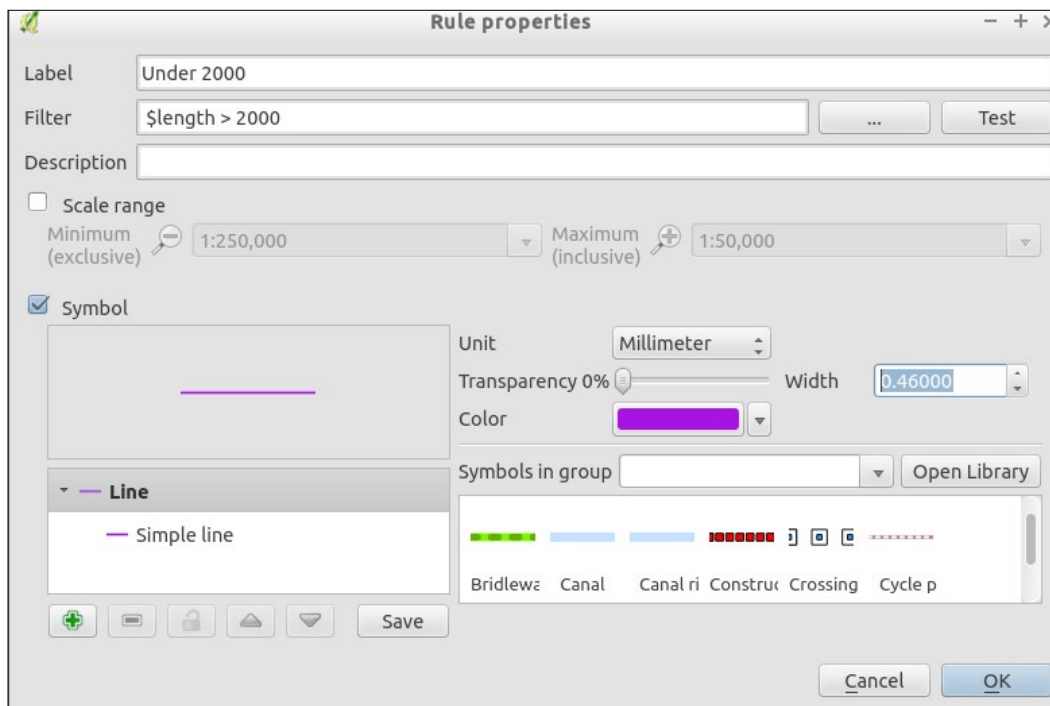 Rule properties
Label Under 2000
Filter $length > 2000 ... Test
Description
Scale range
Minimum (exclusive) 1:250,000 Maximum (inclusive) 1:50,000
Symbol
Unit Millimeter
Transparency 0% Width 0.46000
Color
Symbols in group Open Library
Line
Simple line
Bridlewa Canal Canal ri Construc Crossing Cycle p
Save
Cancel OK